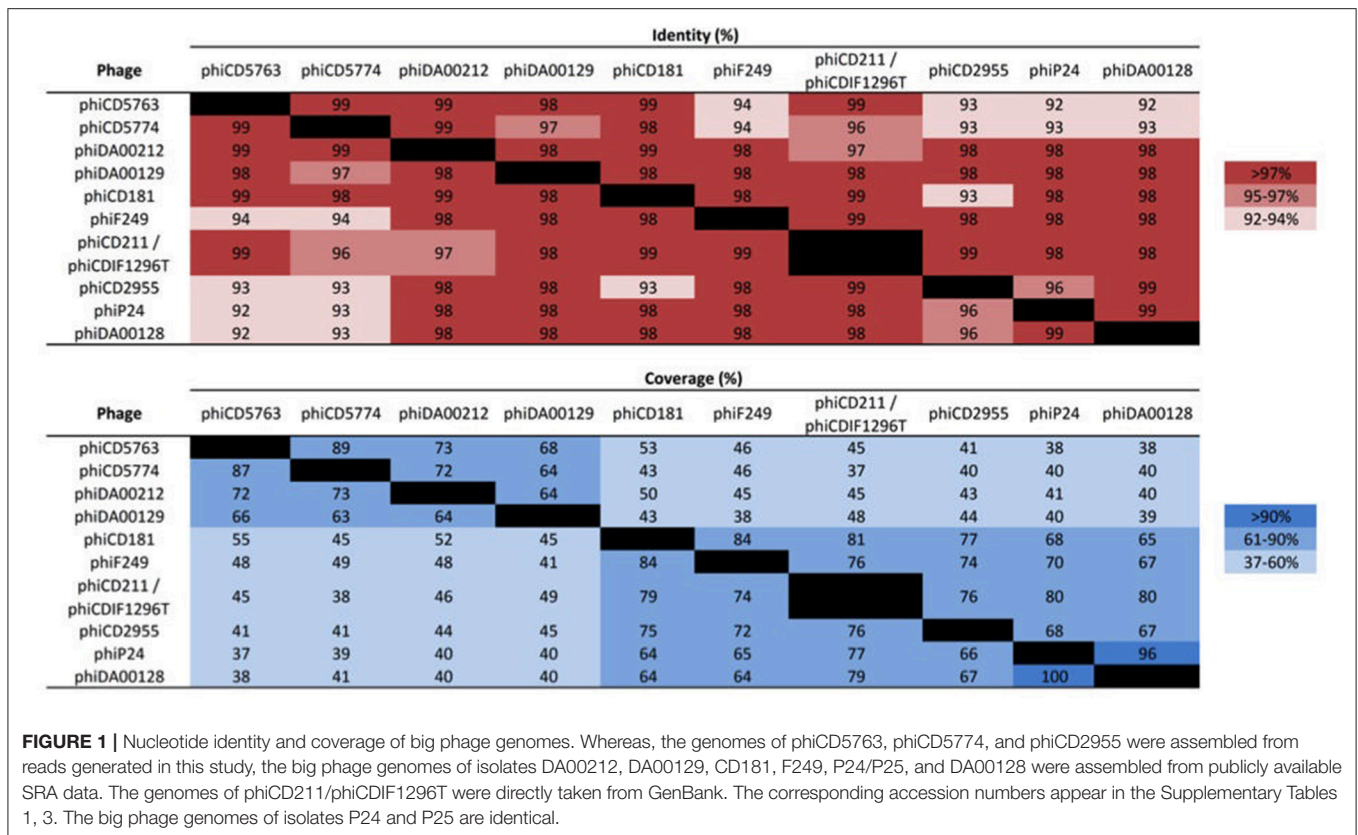 Identity (%)
Phage phiCD5763 phiCD5774 phiDA00212 phiDA00129 phiCD181 phiF249 phiCD211 / phiCDIF1296T phiCD2955 phiP24 phiDA00128
phiCD5763 99 99 98 99 94 99 93 92 92
phiCD5774 99 99 97 98 94 96 93 93 93
phiDA00212 99 99 98 99 98 97 98 98 98
>97%
phiDA00129 98 97 98 98 98 98 98 98 98
95-97%
phiCD181 99 98 99 98 98 99 93 98 98
92-94%
phiF249 94 94 98 98 98 99 98 98 98
phiCD211 / phiCDIF1296T 99 96 97 98 99 99 99 98 98
phiCD2955 93 93 98 98 93 98 99 96 99
phiP24 92 93 98 98 98 98 98 96 99
phiDA00128 92 93 98 98 98 98 98 96 99
Coverage (%)
Phage phiCD5763 phiCD5774 phiDA00212 phiDA00129 phiCD181 phiF249 phiCD211 / phiCDIF1296T phiCD2955 phiP24 phiDA00128
phiCD5763 89 73 68 53 46 45 41 38 38
phiCD5774 87 72 64 43 46 37 40 40 40
phiDA00212 72 73 64 50 45 45 43 41 40
>90%
phiDA00129 66 63 64 43 38 48 44 40 39
61-90%
phiCD181 55 45 52 45 84 81 77 68 65
37-60%
phiF249 48 49 48 41 84 76 74 70 67
phiCD211 / phiCDIF1296T 45 38 46 49 79 74 76 80 80
phiCD2955 41 41 44 45 75 72 76 68 67
phiP24 37 39 40 40 64 65 77 66 96
phiDA00128 38 41 40 40 64 64 79 67 100
FIGURE 1 | Nucleotide identity and coverage of big phage genomes. Whereas, the genomes of phiCD5763, phiCD5774, and phiCD2955 were assembled from
reads generated in this study, the big phage genomes of isolates DA00212, DA00129, CD181, F249, P24/P25, and DA00128 were assembled from publicly available
SRA data. The genomes of phiCD211/phiCDIF1296T were directly taken from GenBank. The corresponding accession numbers appear in the Supplementary Tables
1, 3. The big phage genomes of isolates P24 and P25 are identical.